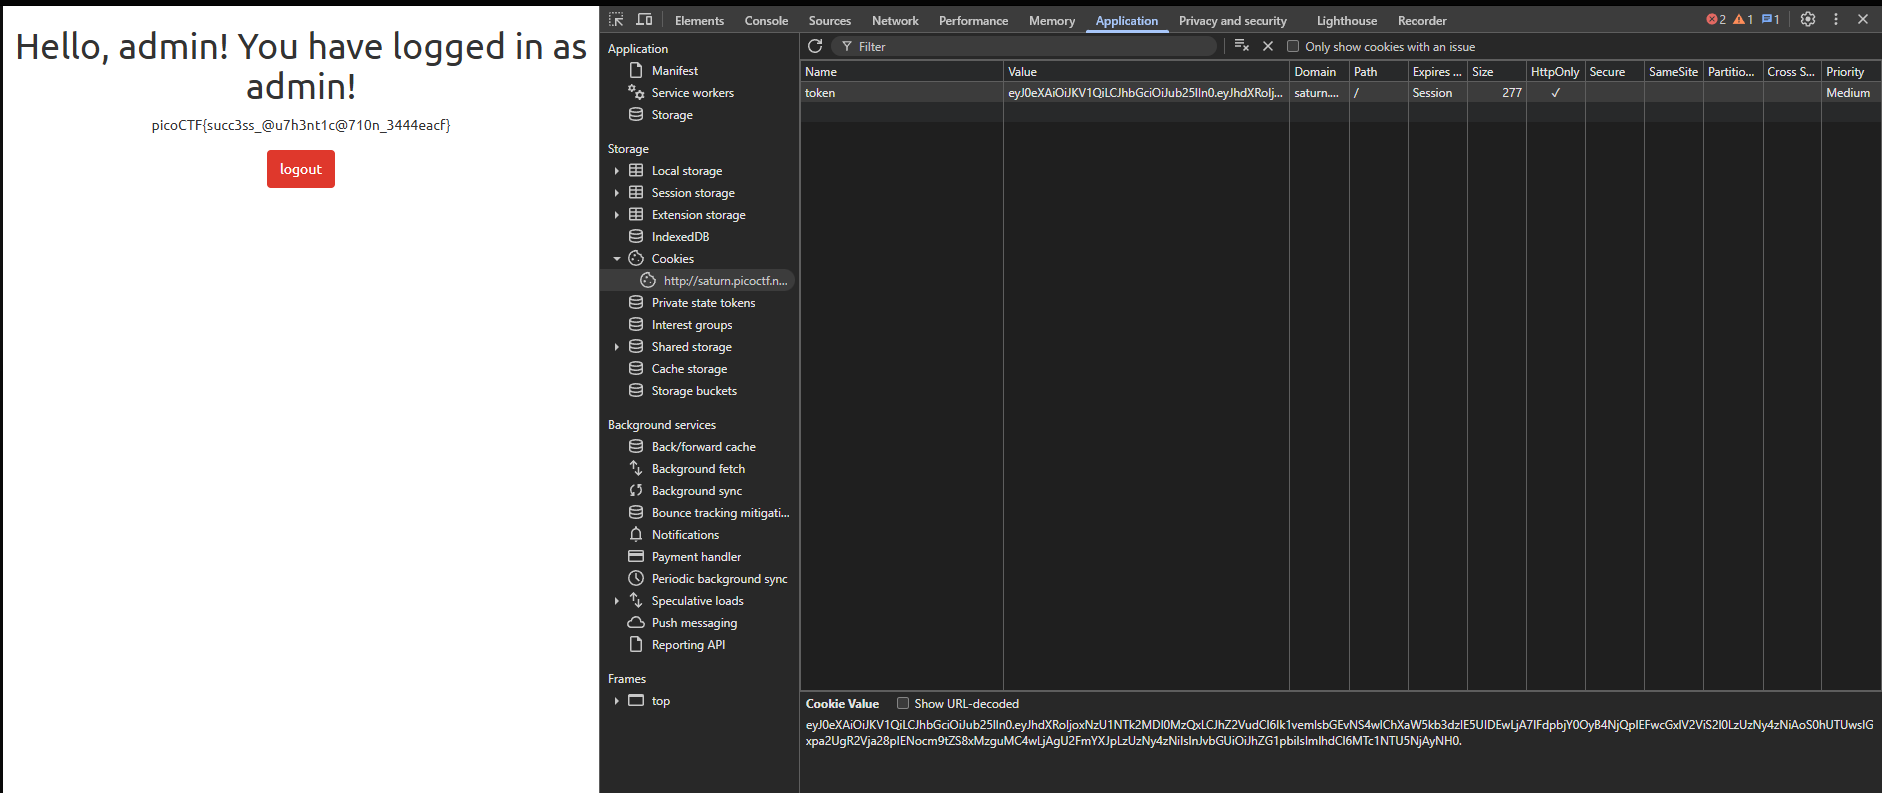 Hello, admin! You have logged in as
admin!
picoCTF{succ3ss_@u7h3nt1c@710n_3444eacf}
logout
Elements Console Sources Network Performance Memory Application Privacy and security Lighthouse Recorder 2 1 1
Application
Manifest
Service workers
Storage
Storage
Local storage
Session storage
Extension storage
IndexedDB
Cookies
http://saturn.picoctf.n...
Private state tokens
Interest groups
Shared storage
Cache storage
Storage buckets
Background services
Back/forward cache
Background fetch
Background sync
Bounce tracking mitigati...
Notifications
Payment handler
Periodic background sync
Speculative loads
Push messaging
Reporting API
Frames
top
Filter Only show cookies with an issue
Name Value Domain Path Expires ... Size HttpOnly Secure SameSite Partitio... Cross S... Priority
token eyJ0eXAiOiJKV1QiLCJhbGciOiJub25lIn0.eyJhdXRoIj... saturn.... / Session 277 ✓ Medium
Cookie Value Show URL-decoded